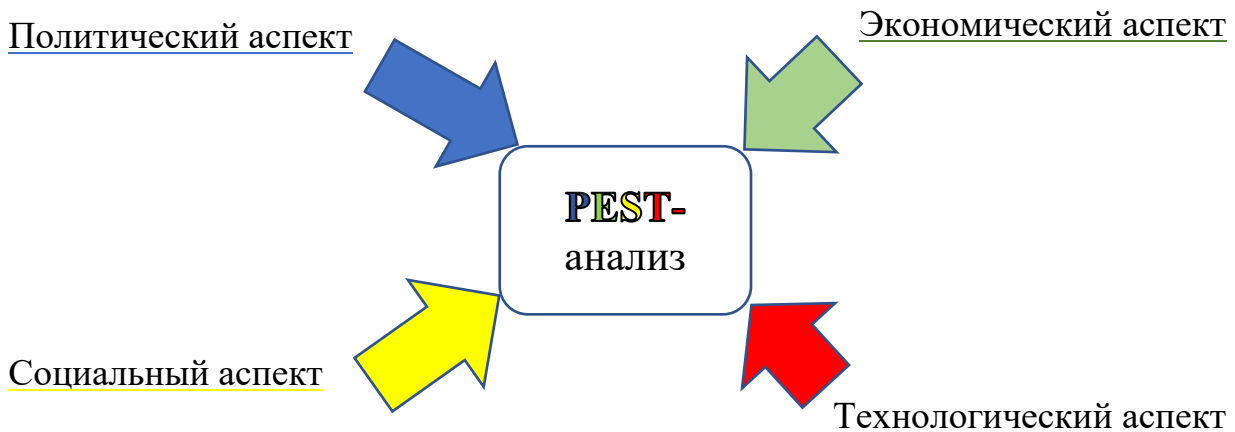 Политический аспект
Экономический аспект
PEST-
анализ
Социальный аспект
Технологический аспект